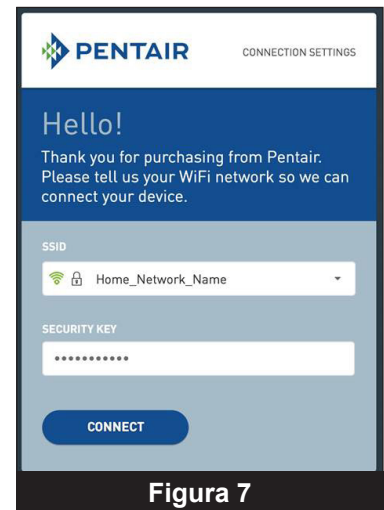 PENTAIR
CONNECTION SETTINGS
Hello!
Thank you for purchasing from Pentair.
Please tell us your WiFi network so we can
connect your device.
SSID
Home_Network_Name
SECURITY KEY
•••••••••••
CONNECT
Figura 7